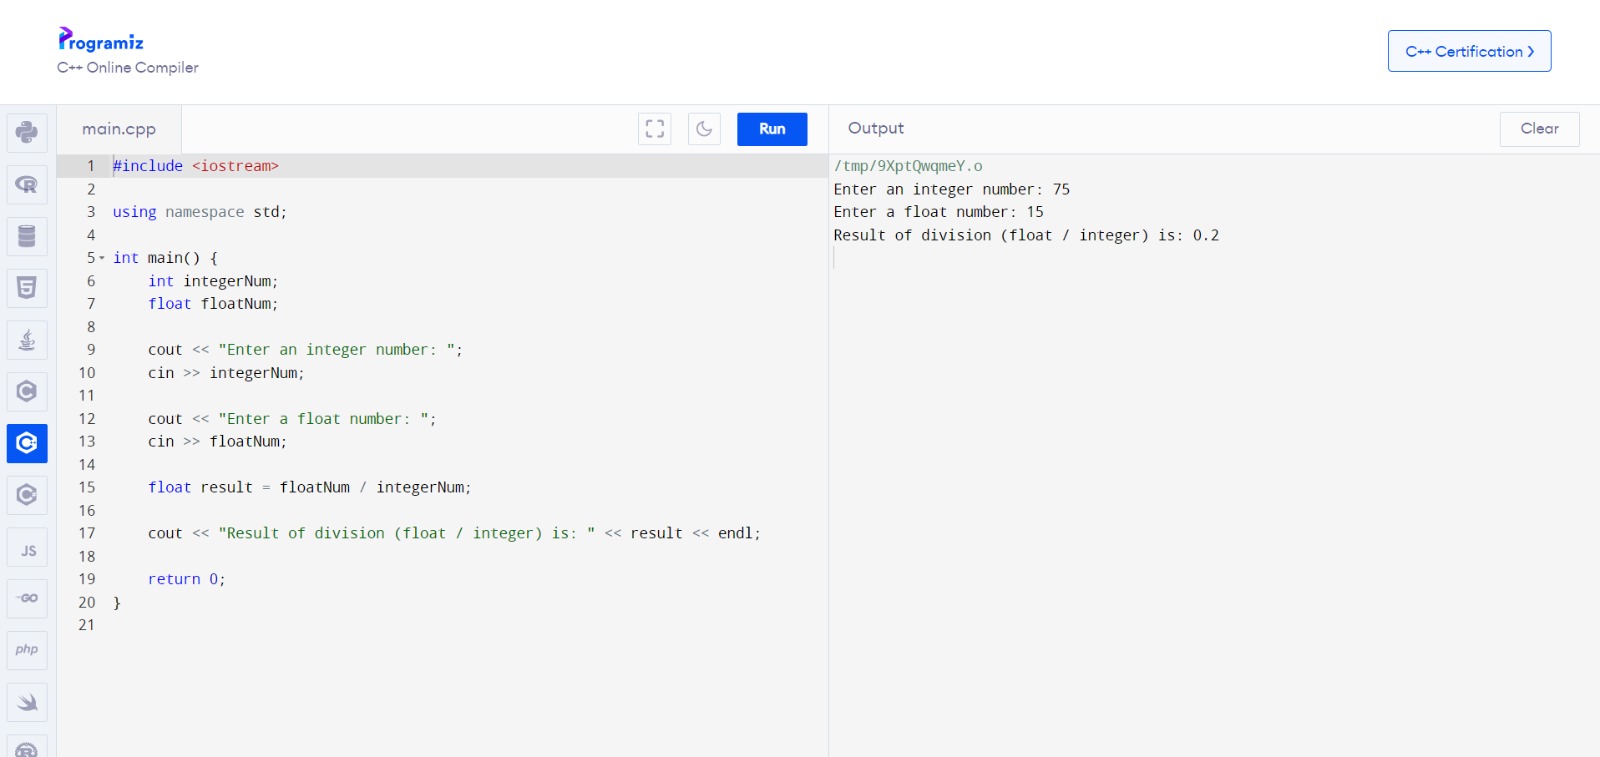 Programiz
C++ Online Compiler
C++ Certification >
main.cpp
Run
Output
Clear
1 #include <iostream>
2
3 using namespace std;
4
5 int main() {
6     int integerNum;
7     float floatNum;
8
9     cout << "Enter an integer number: ";
10     cin >> integerNum;
11
12     cout << "Enter a float number: ";
13     cin >> floatNum;
14
15     float result = floatNum / integerNum;
16
17     cout << "Result of division (float / integer) is: " << result << endl;
18
19     return 0;
20 }
21
/tmp/9XptQwqmeY.o
Enter an integer number: 75
Enter a float number: 15
Result of division (float / integer) is: 0.2
R
5
C
C
C
JS
GO
php
R